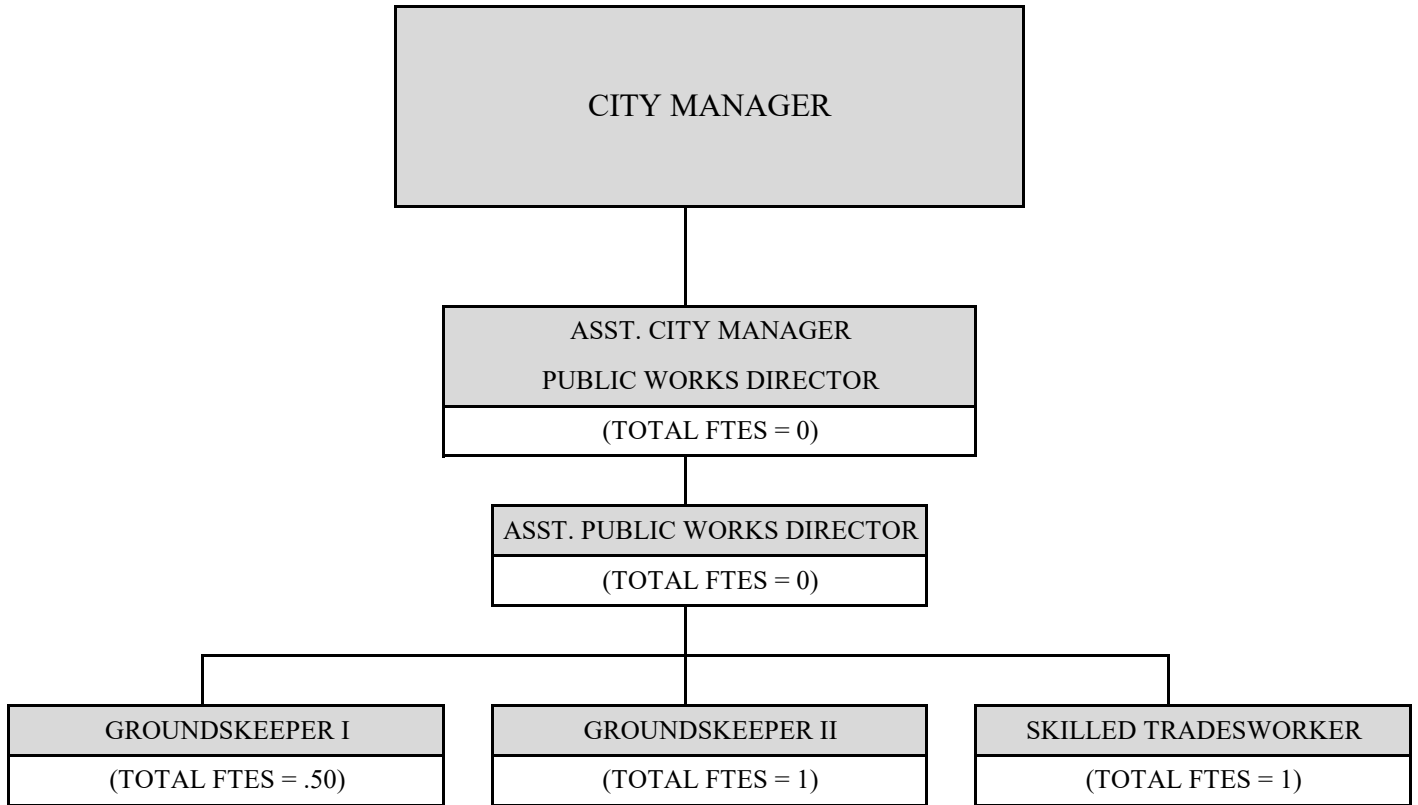 CITY MANAGER
ASST. CITY MANAGER
PUBLIC WORKS DIRECTOR
(TOTAL FTES = 0)
ASST. PUBLIC WORKS DIRECTOR
(TOTAL FTES = 0)
GROUNDSKEEPER I
(TOTAL FTES = .50)
GROUNDSKEEPER II
(TOTAL FTES = 1)
SKILLED TRADESWORKER
(TOTAL FTES = 1)